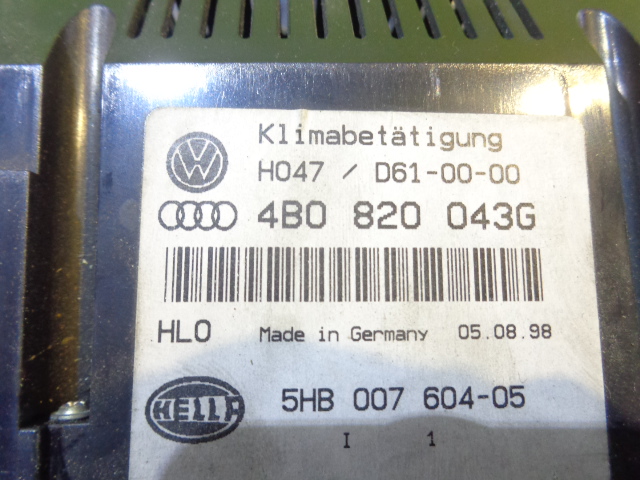 Klimabetätigung
H047 / D61-00-00
4B0 820 043G
HLO Made in Germany 05.08.98
HELLA 5HB 007 604-05
I 1